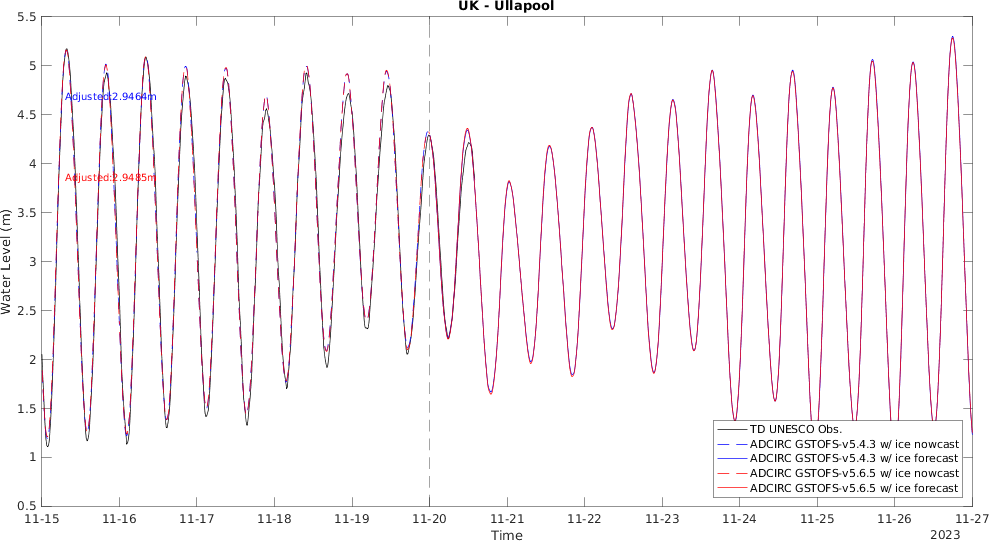 UK - Ullapool
5.5
5
4.5
4
3.5
3
2.5
2
1.5
1
0.5
Water Level (m)
Adjusted:2.9464m
Adjusted:2.9485m
TD UNESCO Obs.
ADCIRC GSTOFS-v5.4.3 w/ ice nowcast
ADCIRC GSTOFS-v5.4.3 w/ ice forecast
ADCIRC GSTOFS-v5.6.5 w/ ice nowcast
ADCIRC GSTOFS-v5.6.5 w/ ice forecast
11-15 11-16 11-17 11-18 11-19 11-20 11-21 11-22 11-23 11-24 11-25 11-26 11-27
Time
2023